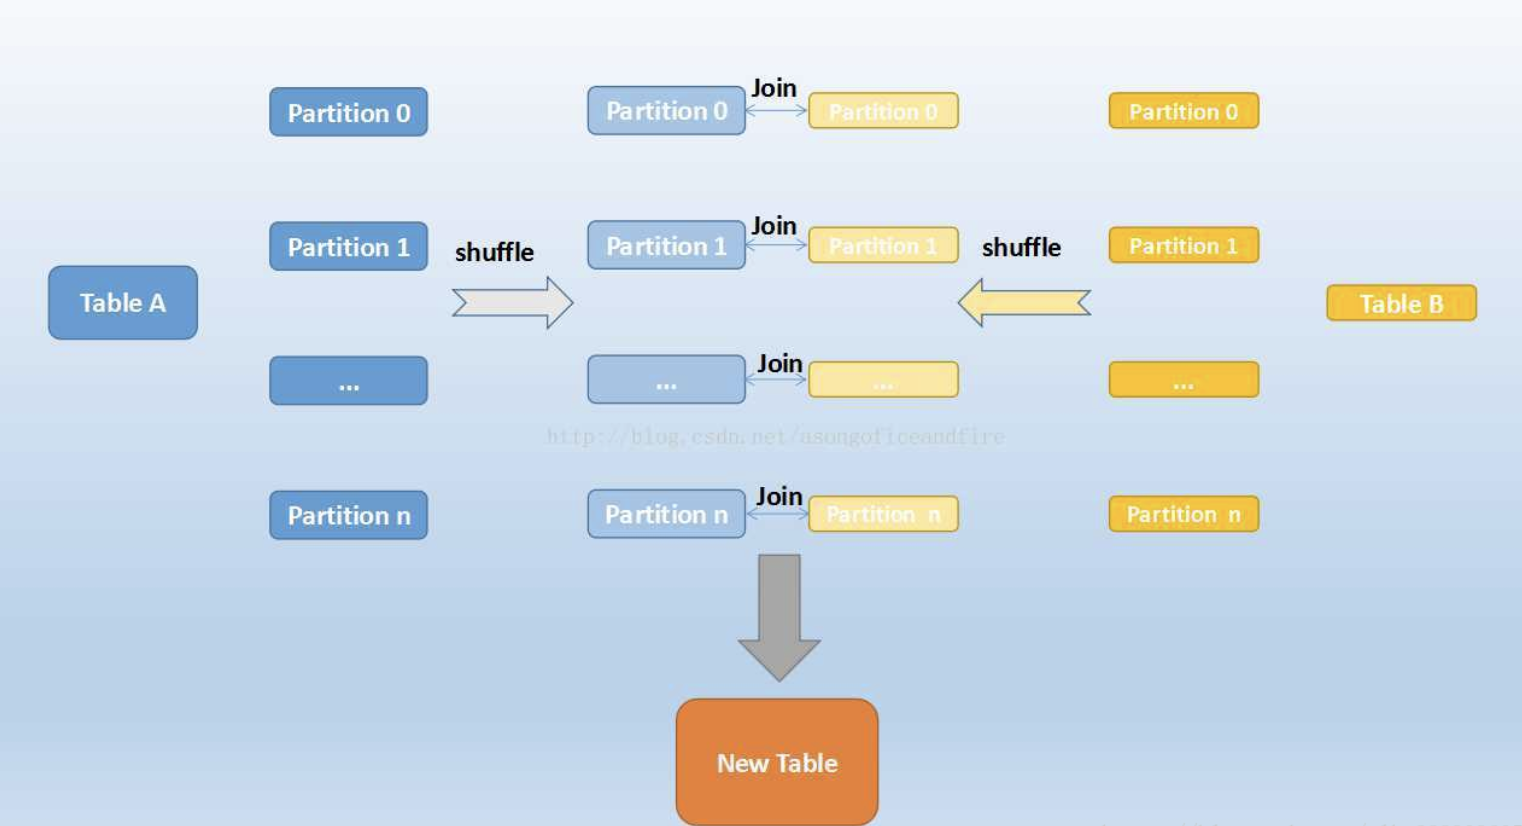 Join
Partition 0
Partition 0
Partition 0
Partition 0
Join
Partition 1
shuffle
Partition 1
Partition 1
shuffle
Partition 1
Table A
Table B
Join
...
...
...
...
http://blog.csdn.net/asongoficeandfire
Join
Partition n
Partition n
Partition n
Partition n
New Table